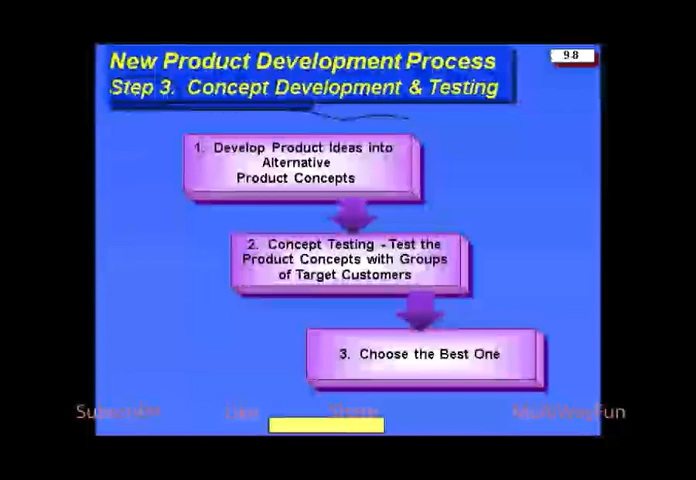 New Product Development Process
9-8
Step 3. Concept Development & Testing
1. Develop Product Ideas into
Alternative
Product Concepts
2. Concept Testing - Test the
Product Concepts with Groups
of Target Customers
3. Choose the Best One
Subscribe Like Share MultiWayFun